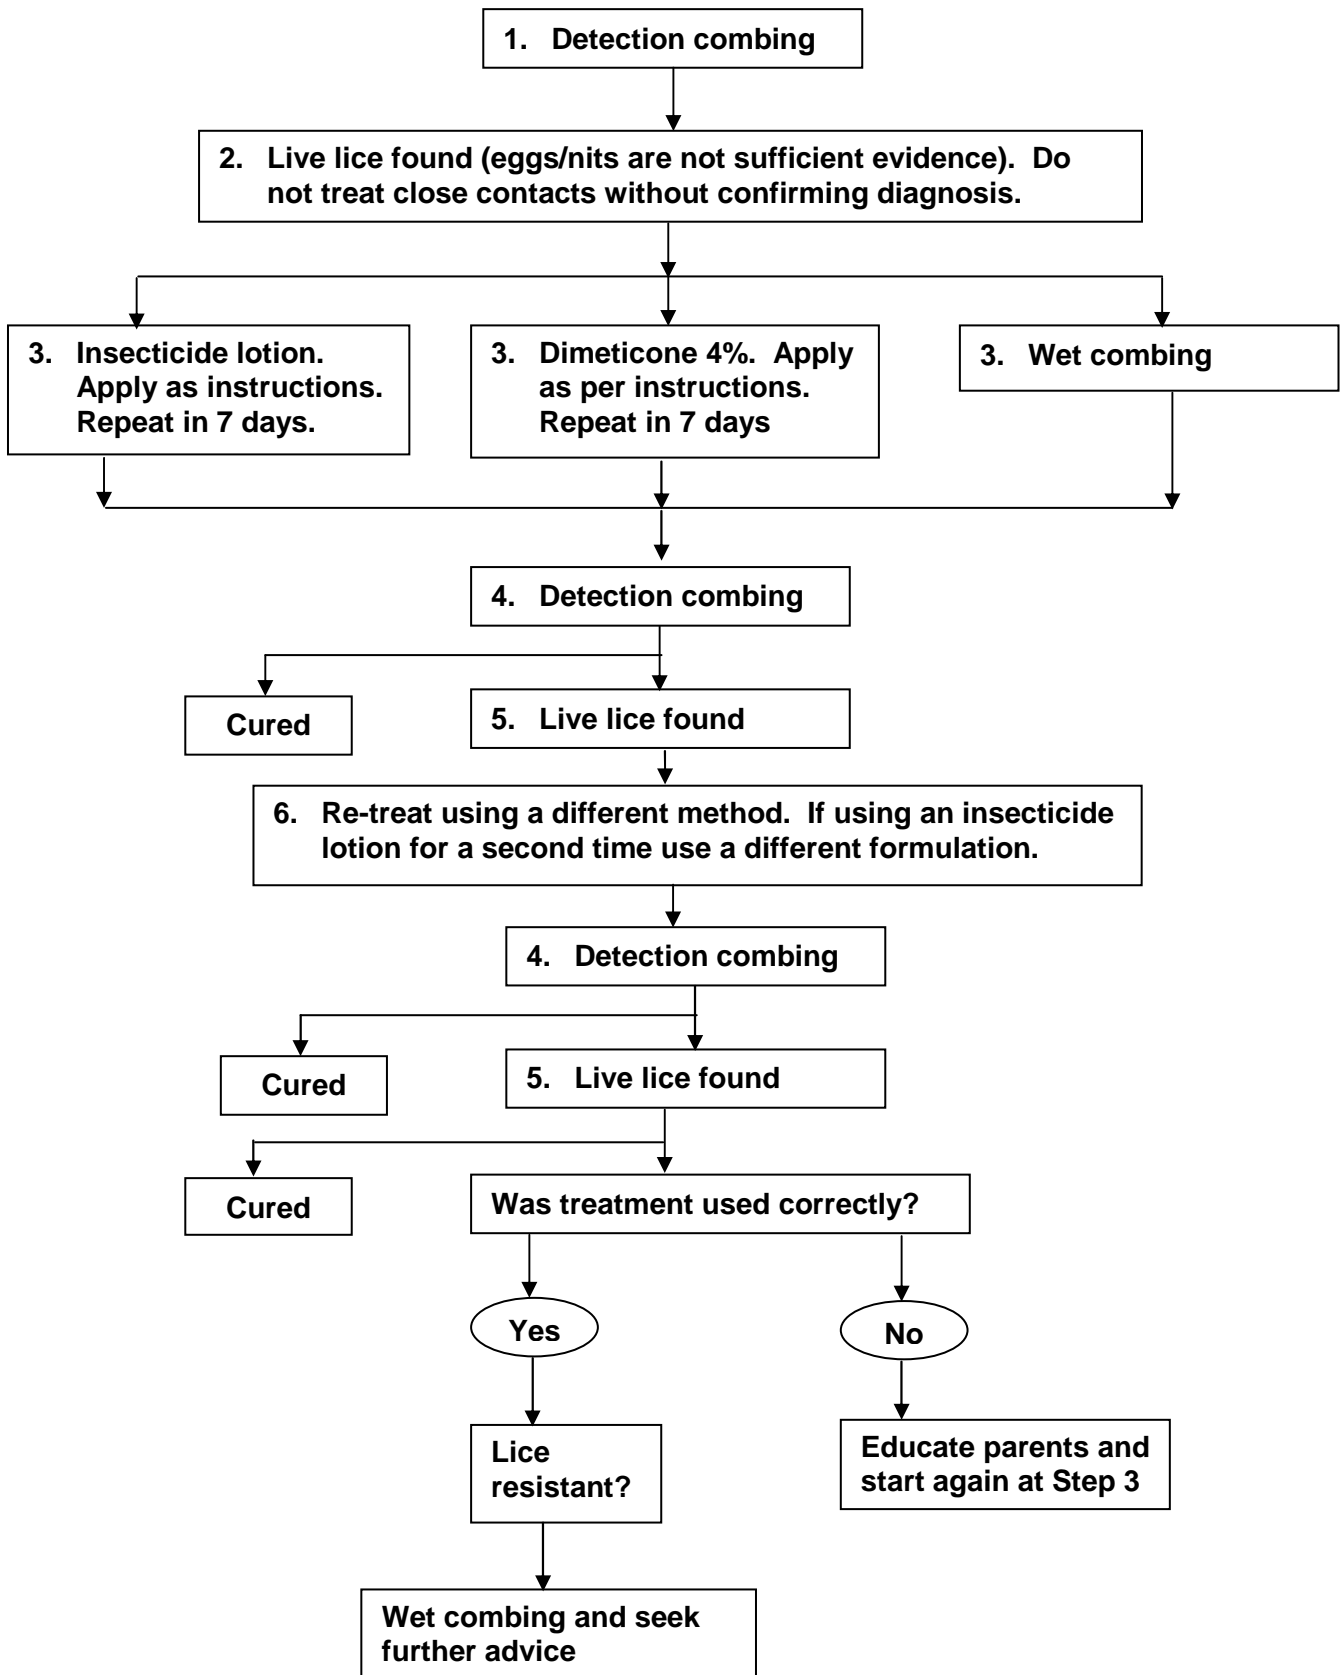 1. Detection combing
2. Live lice found (eggs/nits are not sufficient evidence). Do
not treat close contacts without confirming diagnosis.
3. Insecticide lotion.
Apply as instructions.
Repeat in 7 days.
3. Dimeticone 4%. Apply
as per instructions.
Repeat in 7 days
3. Wet combing
4. Detection combing
Cured
5. Live lice found
6. Re-treat using a different method. If using an insecticide
lotion for a second time use a different formulation.
4. Detection combing
Cured
5. Live lice found
Cured
Was treatment used correctly?
Yes
No
Lice
resistant?
Educate parents and
start again at Step 3
Wet combing and seek
further advice